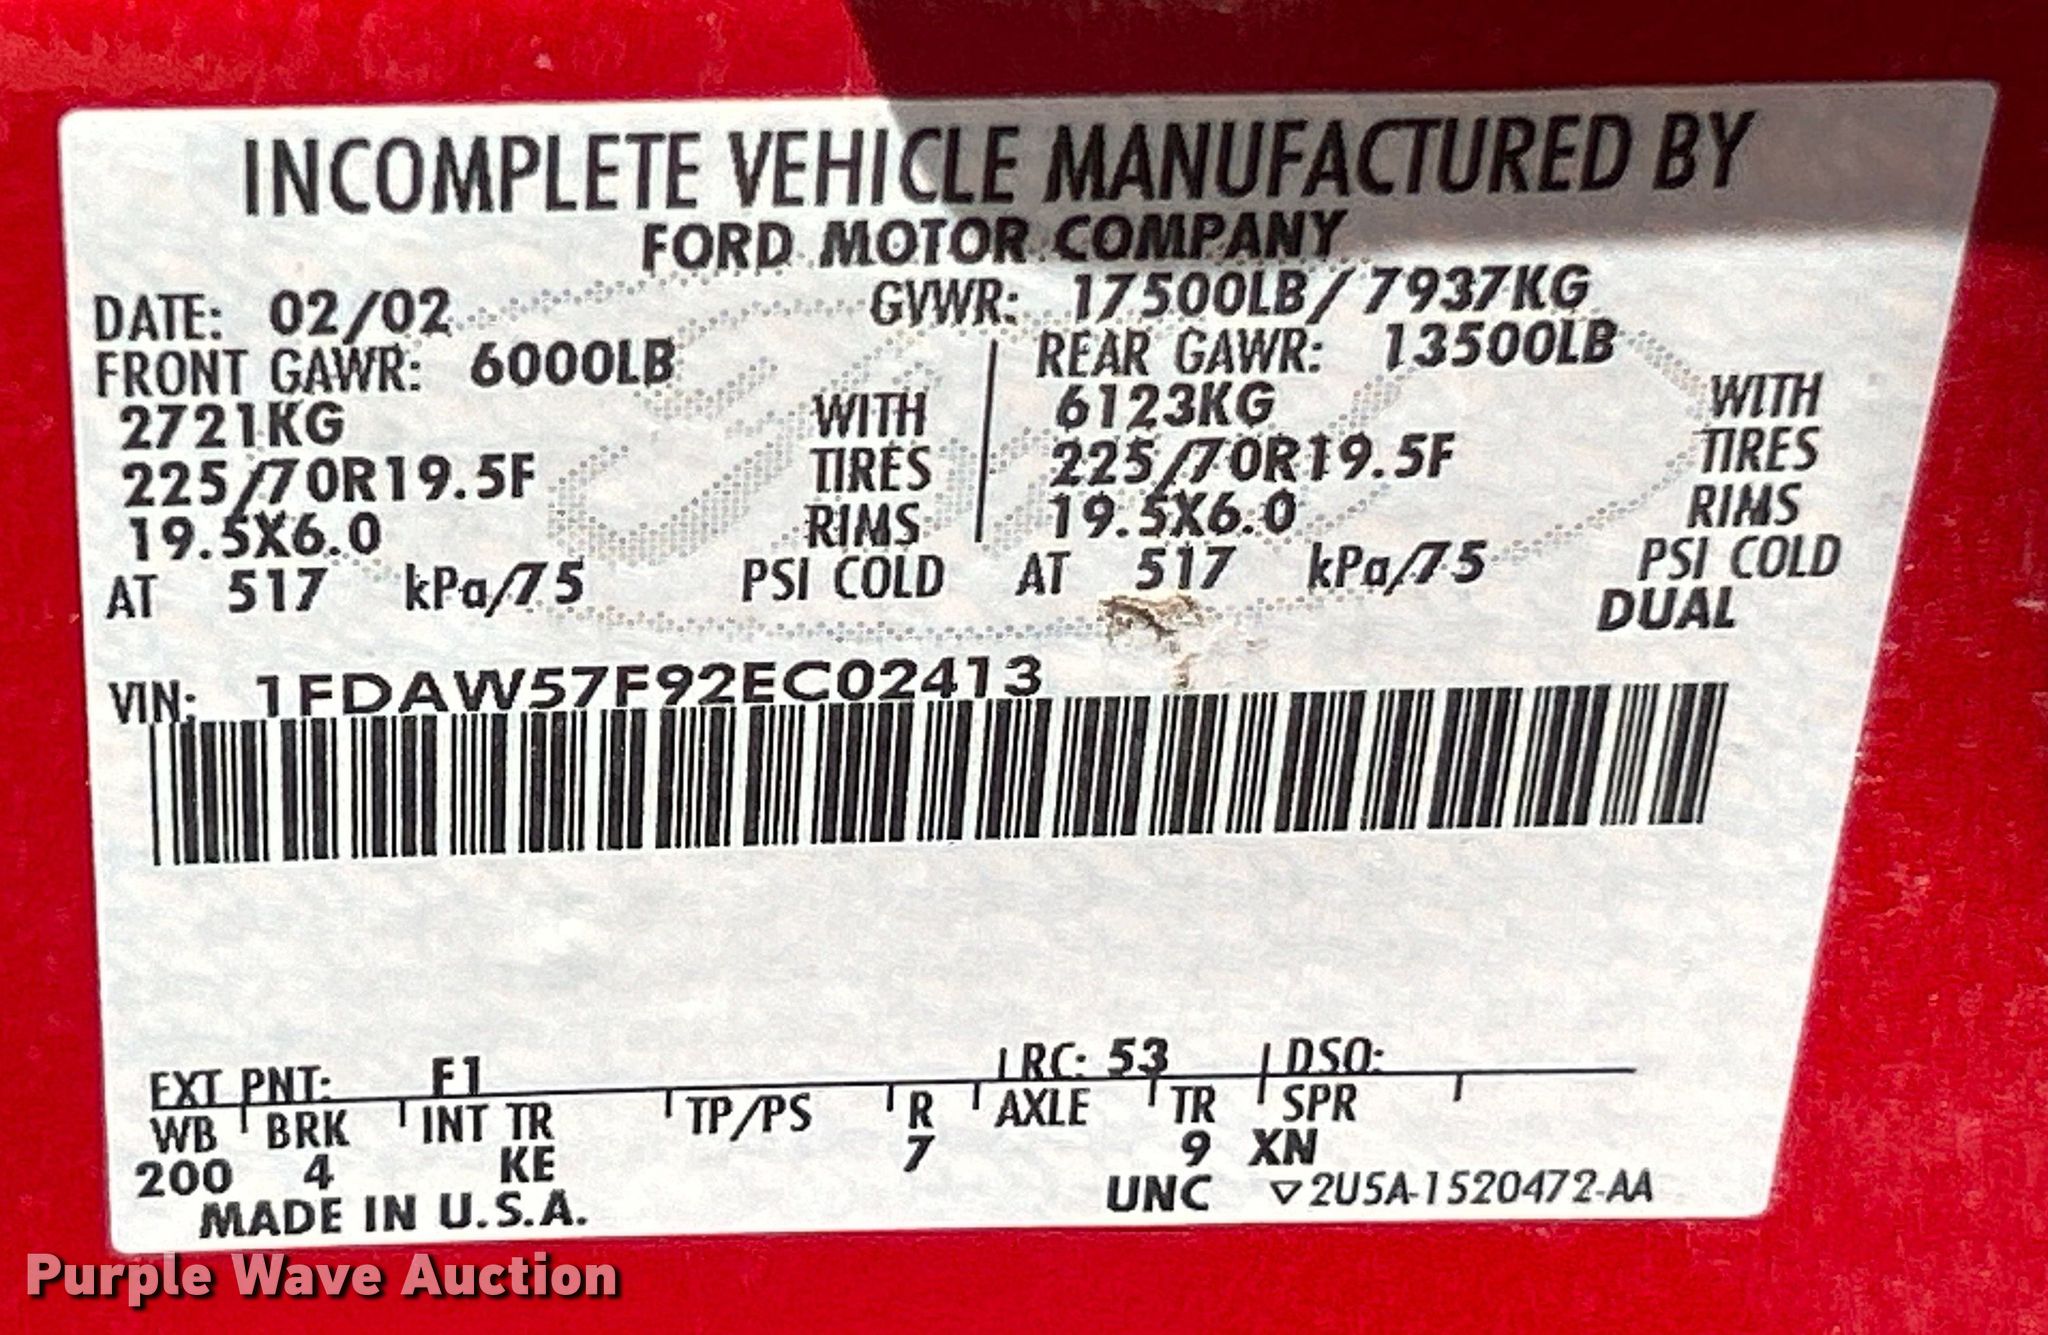 INCOMPLETE VEHICLE MANUFACTURED BY
FORD MOTOR COMPANY
DATE: 02/02 GVWR: 17500LB/7937KG
FRONT GAWR: 6000LB REAR GAWR: 13500LB
2721KG WITH 6123KG WITH
225/70R19.5F TIRES 225/70R19.5F TIRES
19.5X6.0 RIMS 19.5X6.0 RIMS
AT 517 kPa/75 PSI COLD AT 517 kPa/75 PSI COLD
DUAL
VIN: 1FDAW57F92EC02413
EXT PNT: F1 RC: 53 DSO:
WB BRK INT TR TP/PS R AXLE TR SPR
200 4 KE 7 9 XN
MADE IN U.S.A. UNC ▽2U5A-1520472-AA
Purple Wave Auction